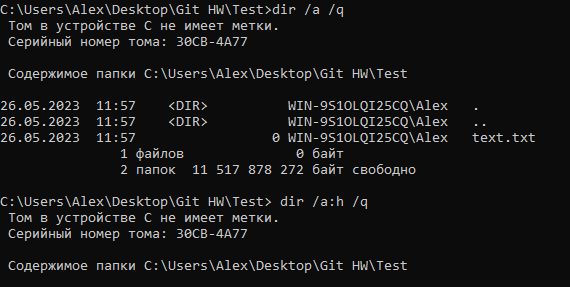 C:\Users\Alex\Desktop\Git HW\Test>dir /a /q
Том в устройстве C не имеет метки.
Серийный номер тома: 30CB-4A77
Содержимое папки C:\Users\Alex\Desktop\Git HW\Test
26.05.2023  11:57    <DIR>          WIN-9S1OLQI25CQ\Alex   .
26.05.2023  11:57    <DIR>          WIN-9S1OLQI25CQ\Alex   ..
26.05.2023  11:57                 0 WIN-9S1OLQI25CQ\Alex   text.txt
1 файлов              0 байт
2 папок  11 517 878 272 байт свободно
C:\Users\Alex\Desktop\Git HW\Test> dir /a:h /q
Том в устройстве C не имеет метки.
Серийный номер тома: 30CB-4A77
Содержимое папки C:\Users\Alex\Desktop\Git HW\Test